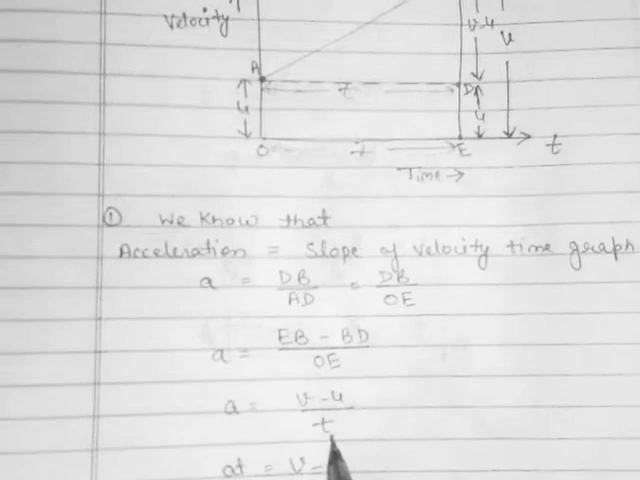 Velocity
v-u
v
A
t
D
u
u
O
t
E
t
Time →
① We know that
Acceleration = Slope of velocity time graph
a = DB/AD = DB/OE
a = EB - BD/OE
a = v-u/t
at = v-